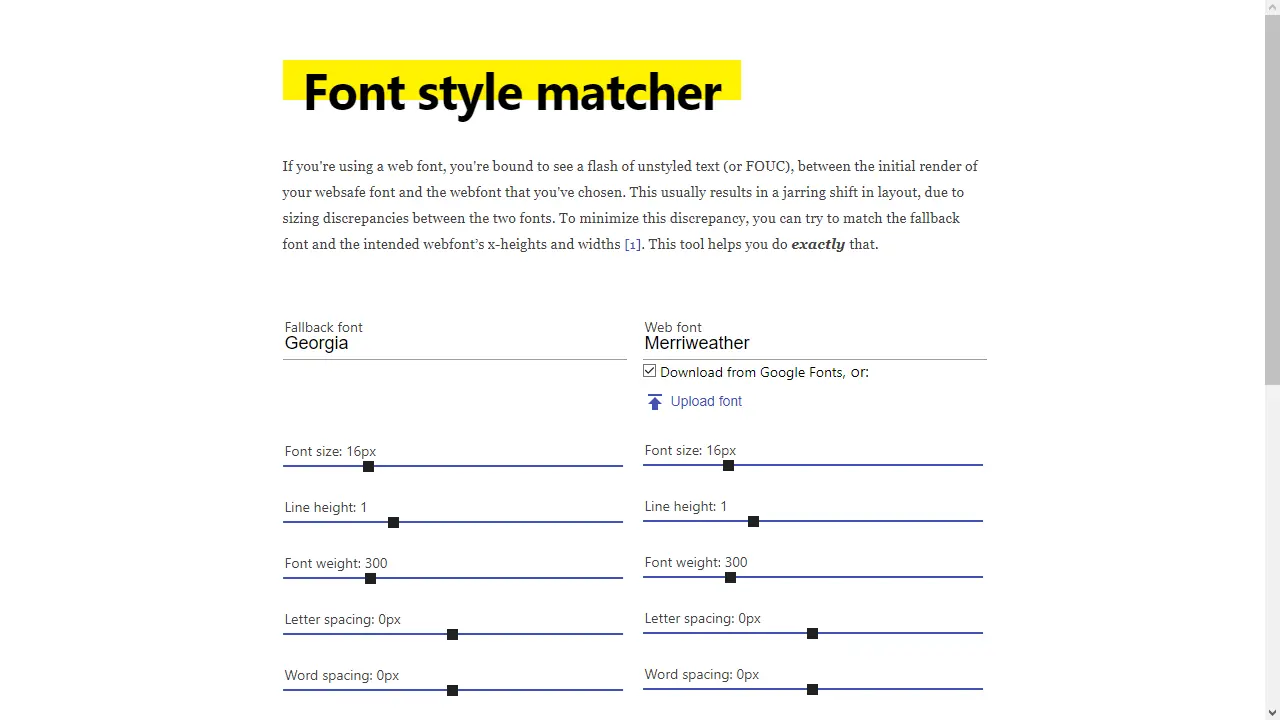 Font style matcher
If you're using a web font, you're bound to see a flash of unstyled text (or FOUC), between the initial render of
your websafe font and the webfont that you've chosen. This usually results in a jarring shift in layout, due to
sizing discrepancies between the two fonts. To minimize this discrepancy, you can try to match the fallback
font and the intended webfont’s x-heights and widths [1]. This tool helps you do exactly that.
Fallback font
Georgia
Web font
Merriweather
Download from Google Fonts, or:
Upload font
Font size: 16px
Font size: 16px
Line height: 1
Line height: 1
Font weight: 300
Font weight: 300
Letter spacing: 0px
Letter spacing: 0px
Word spacing: 0px
Word spacing: 0px